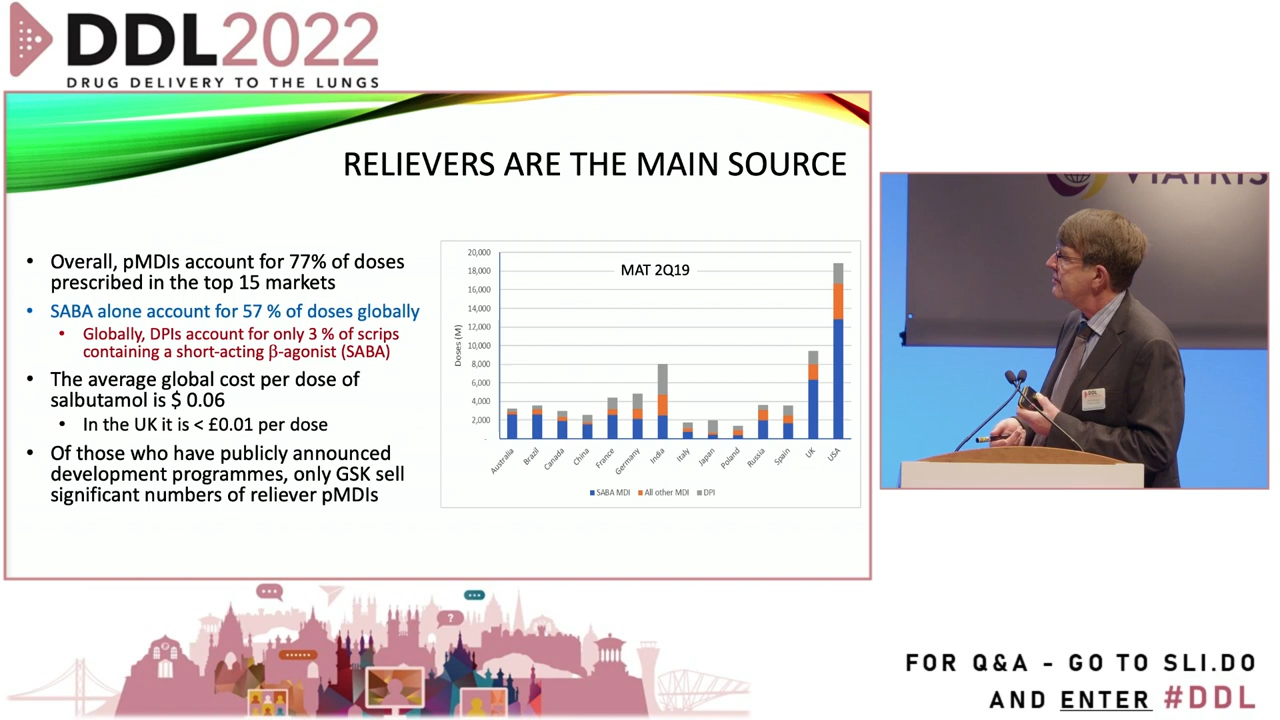 DDL2022
DRUG DELIVERY TO THE LUNGS
RELIEVERS ARE THE MAIN SOURCE
• Overall, pMDIs account for 77% of doses
prescribed in the top 15 markets
• SABA alone account for 57 % of doses globally
• Globally, DPIs account for only 3 % of scrips
containing a short-acting β-agonist (SABA)
• The average global cost per dose of
salbutamol is $ 0.06
• In the UK it is < £0.01 per dose
• Of those who have publicly announced
development programmes, only GSK sell
significant numbers of reliever pMDIs
MAT 2Q19
Doses (M)
20,000
18,000
16,000
14,000
12,000
10,000
8,000
6,000
4,000
2,000
-
Australia
Brazil
Canada
China
France
Germany
India
Italy
Japan
Poland
Russia
Spain
UK
USA
SABA MDI
All other MDI
DPI
VIATRIS
DDL
?
FOR Q&A - GO TO SLI.DO
AND ENTER #DDL